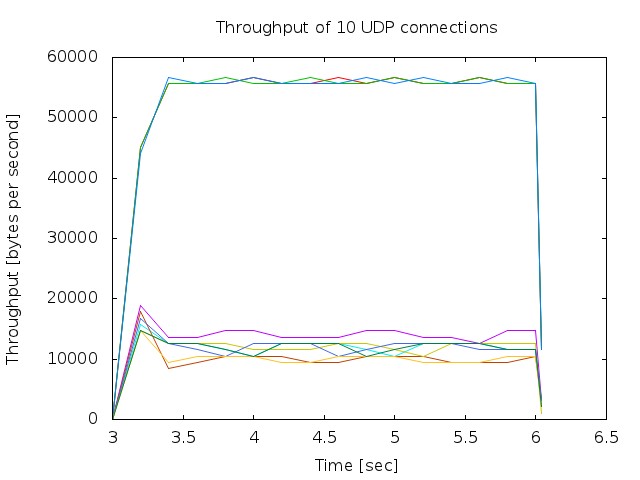 Throughput of 10 UDP connections
Throughput [bytes per second]
60000
50000
40000
30000
20000
10000
0
3 3.5 4 4.5 5 5.5 6 6.5
Time [sec]